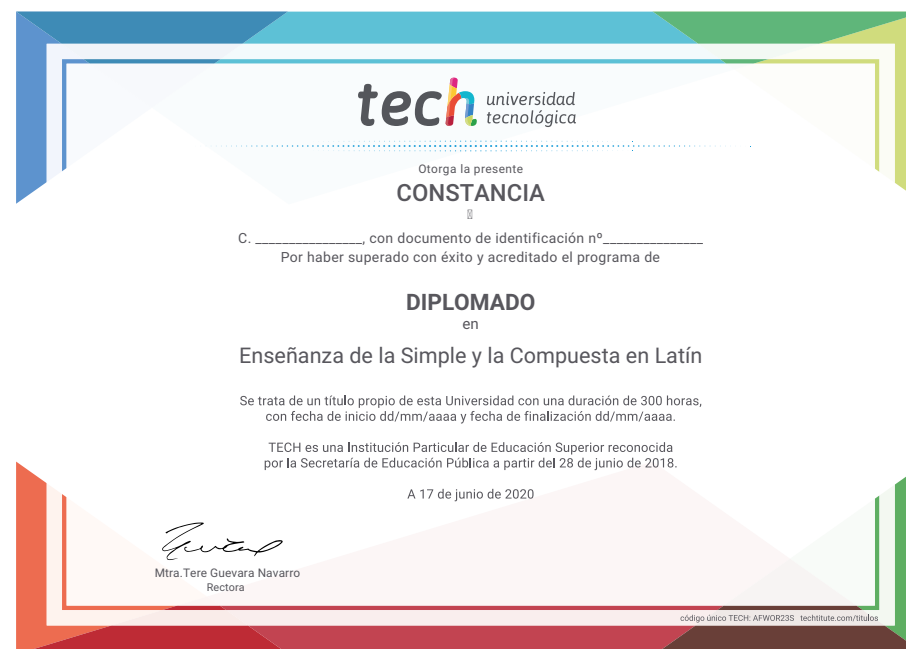 tech universidad
tecnológica
Otorga la presente
CONSTANCIA
C. ________________, con documento de identificación nº_______________
Por haber superado con éxito y acreditado el programa de
DIPLOMADO
en
Enseñanza de la Simple y la Compuesta en Latín
Se trata de un título propio de esta Universidad con una duración de 300 horas,
con fecha de inicio dd/mm/aaaa y fecha de finalización dd/mm/aaaa.
TECH es una Institución Particular de Educación Superior reconocida
por la Secretaría de Educación Pública a partir del 28 de junio de 2018.
A 17 de junio de 2020
Mtra.Tere Guevara Navarro
Rectora
código único TECH: AFWOR23S techtitute.com/titulos